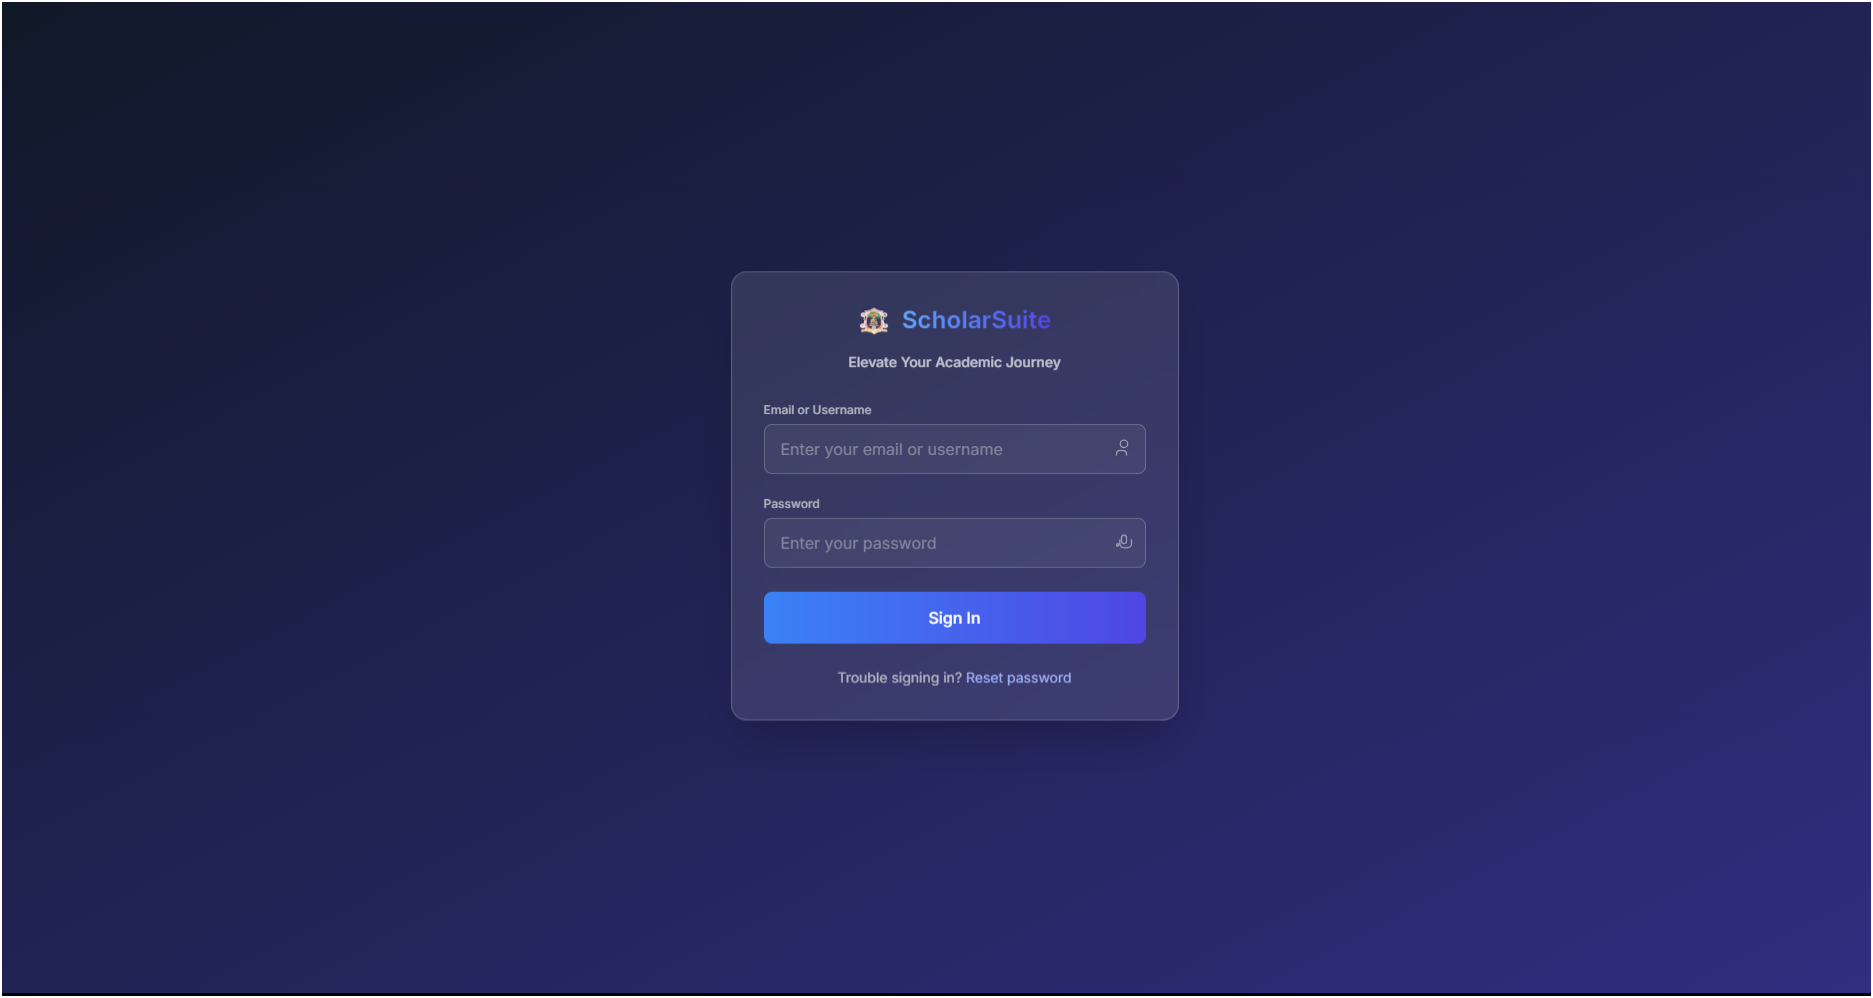 ScholarSuite
Elevate Your Academic Journey
Email or Username
Enter your email or username
Password
Enter your password
Sign In
Trouble signing in? Reset password